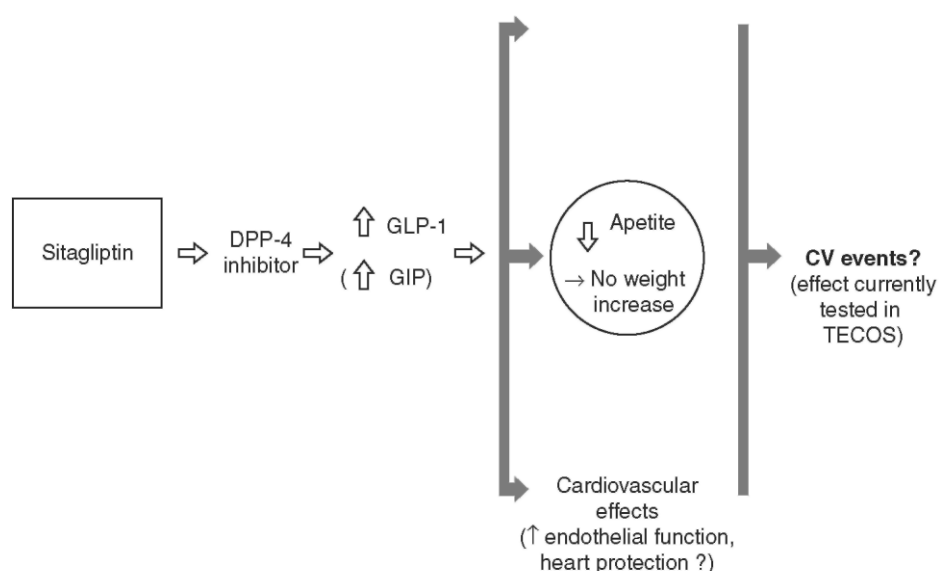 Sitagliptin
DPP-4
inhibitor
GLP-1
( GIP)
Apetite
→ No weight
increase
Cardiovascular
effects
(↑ endothelial function,
heart protection ?)
CV events?
(effect currently
tested in
TECOS)